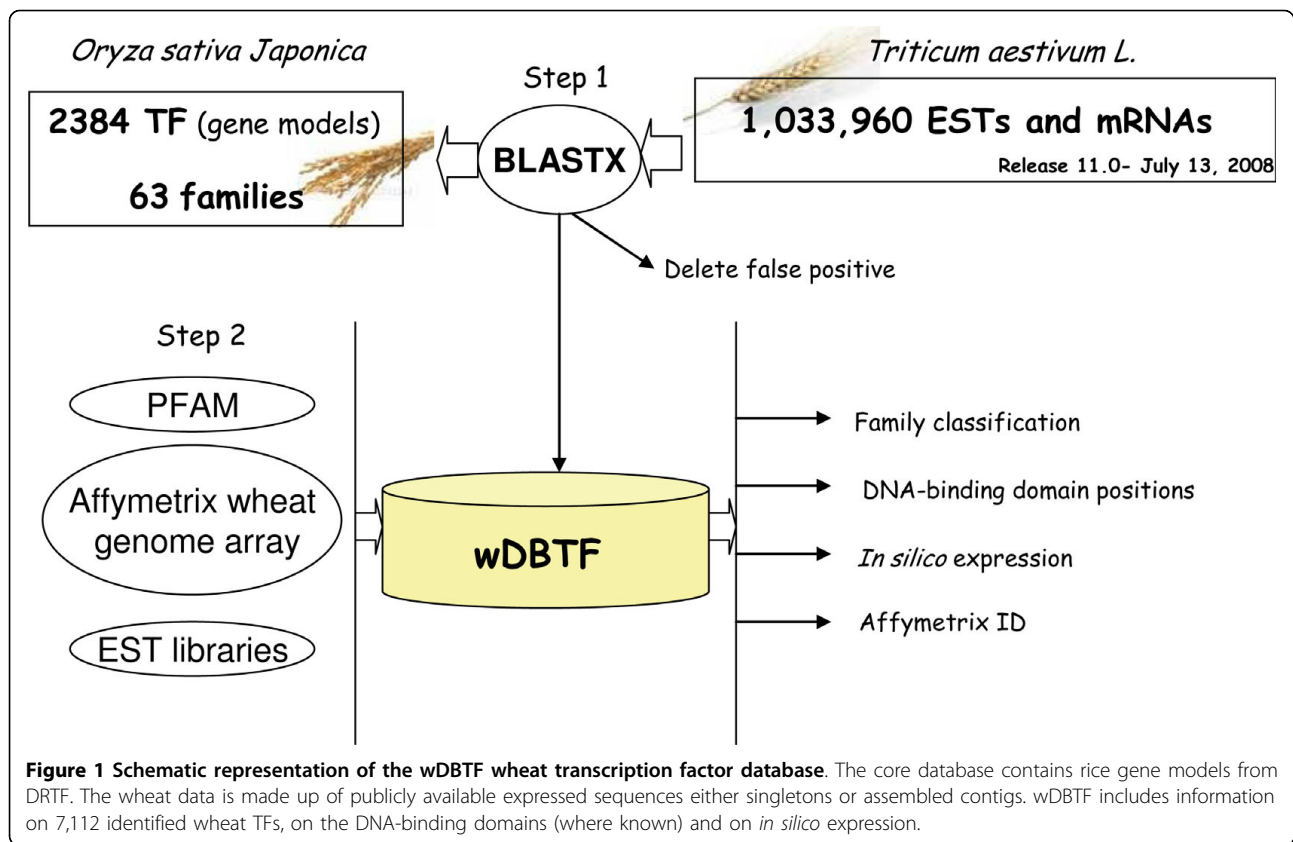 Oryza sativa Japonica
Triticum aestivum L.
Step 1
2384 TF (gene models)
63 families
BLASTX
1,033,960 ESTs and mRNAs
Release 11.0- July 13, 2008
Delete false positive
Step 2
PFAM
Affymetrix wheat
genome array
EST libraries
wDBTF
Family classification
DNA-binding domain positions
In silico expression
Affymetrix ID
Figure 1 Schematic representation of the wDBTF wheat transcription factor database. The core database contains rice gene models from
DRTF. The wheat data is made up of publicly available expressed sequences either singletons or assembled contigs. wDBTF includes information
on 7,112 identified wheat TFs, on the DNA-binding domains (where known) and on in silico expression.